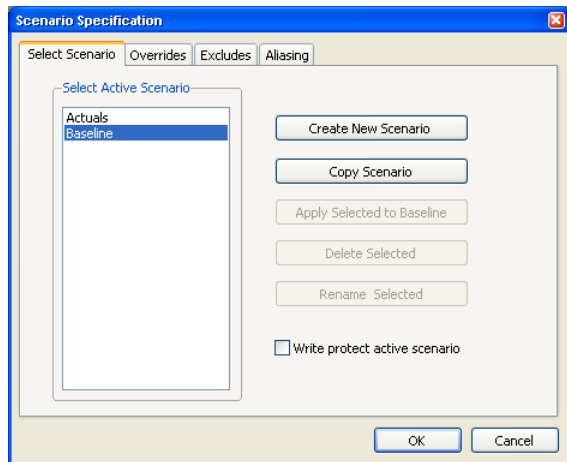 Scenario Specification
Select Scenario Overrides Excludes Aliasing
Select Active Scenario
Actuals
Baseline
Create New Scenario
Copy Scenario
Apply Selected to Baseline
Delete Selected
Rename Selected
Write protect active scenario
OK Cancel